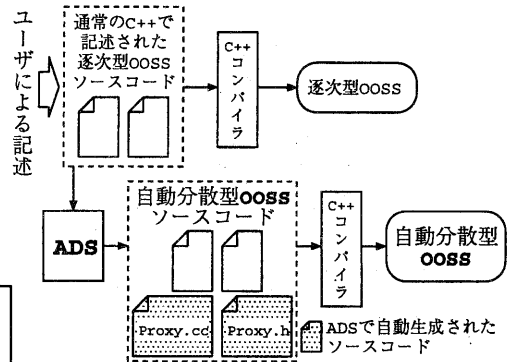 ユーザによる記述
通常のC++で
記述された
逐次型OOSS
ソースコード
C++
コンパイラ
逐次型OOSS
ADS
自動分散型OOSS
ソースコード
Proxy.cc
Proxy.h
C++
コンパイラ
自動分散型
OOSS
ADSで自動生成された
ソースコード